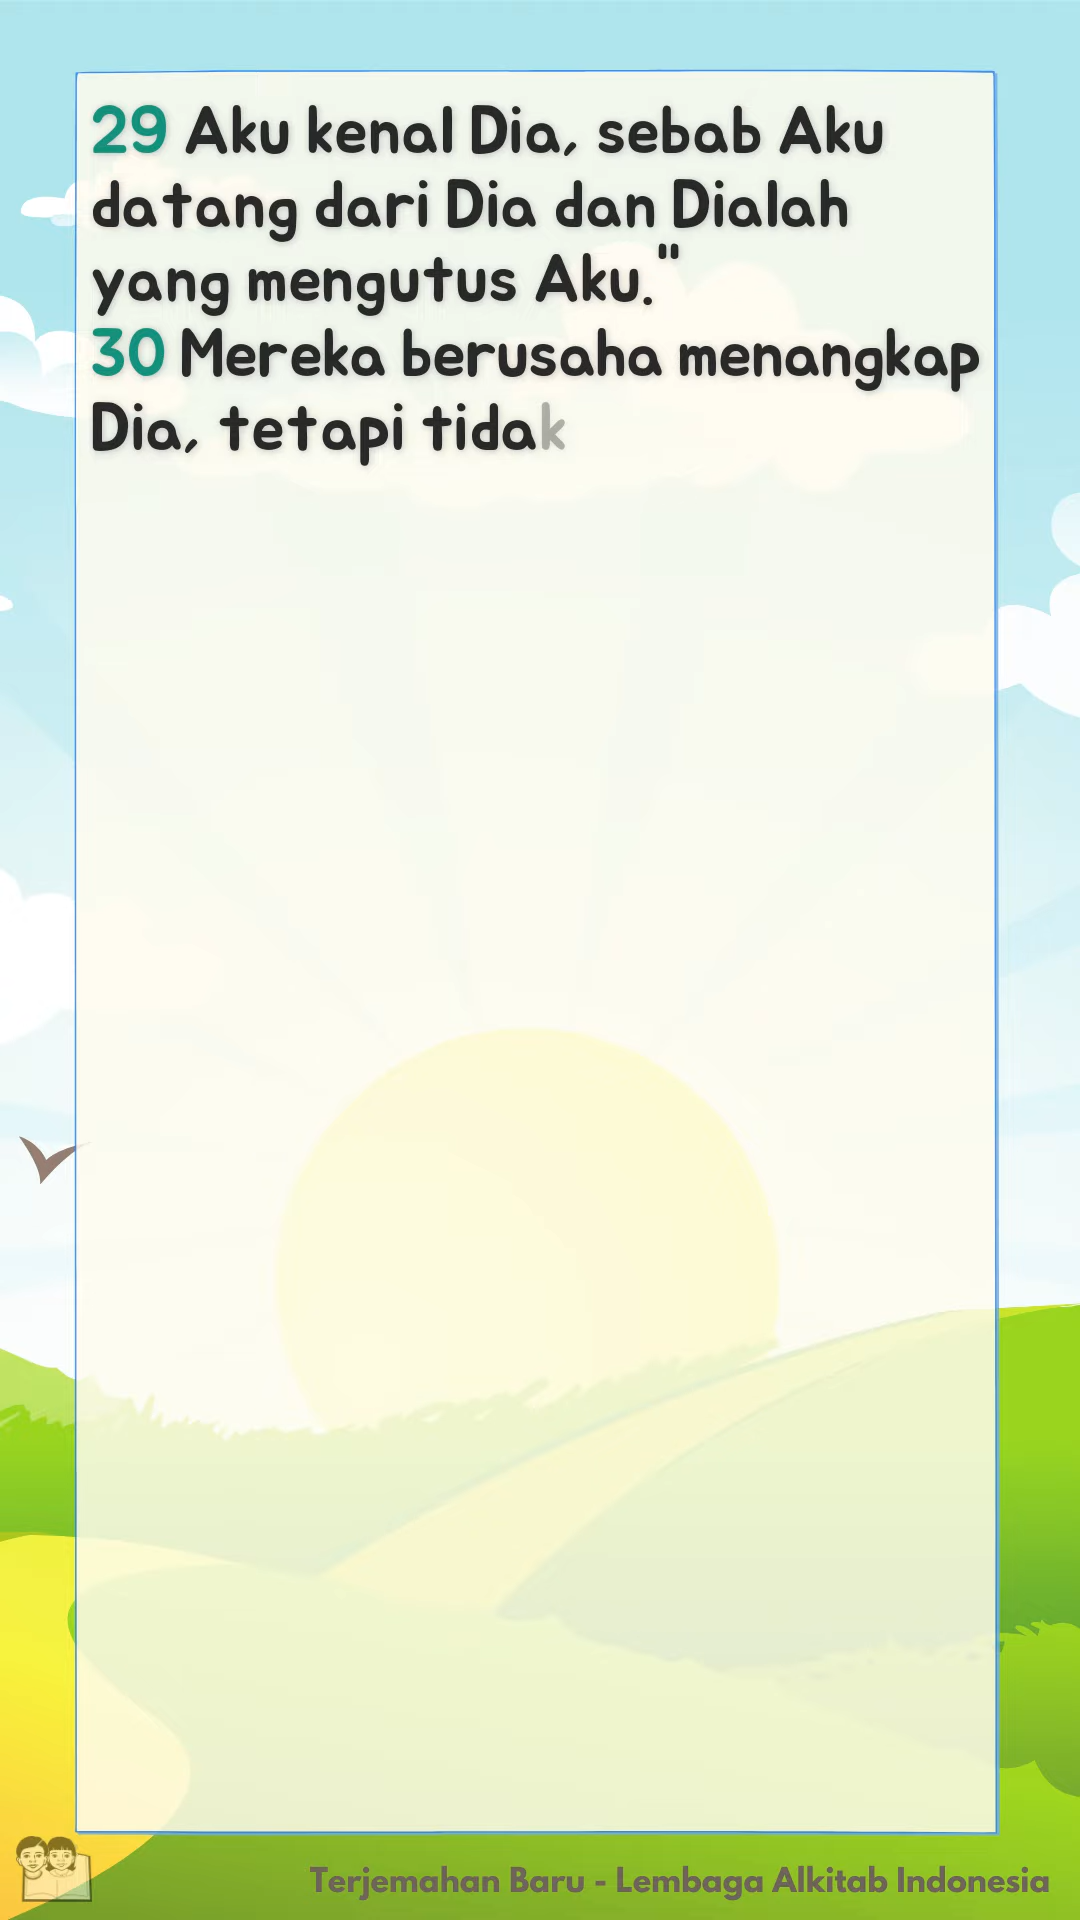 29 Aku kenal Dia, sebab Aku
datang dari Dia dan Dialah
yang mengutus Aku."
30 Mereka berusaha menangkap
Dia, tetapi tidak
Terjemahan Baru - Lembaga Alkitab Indonesia